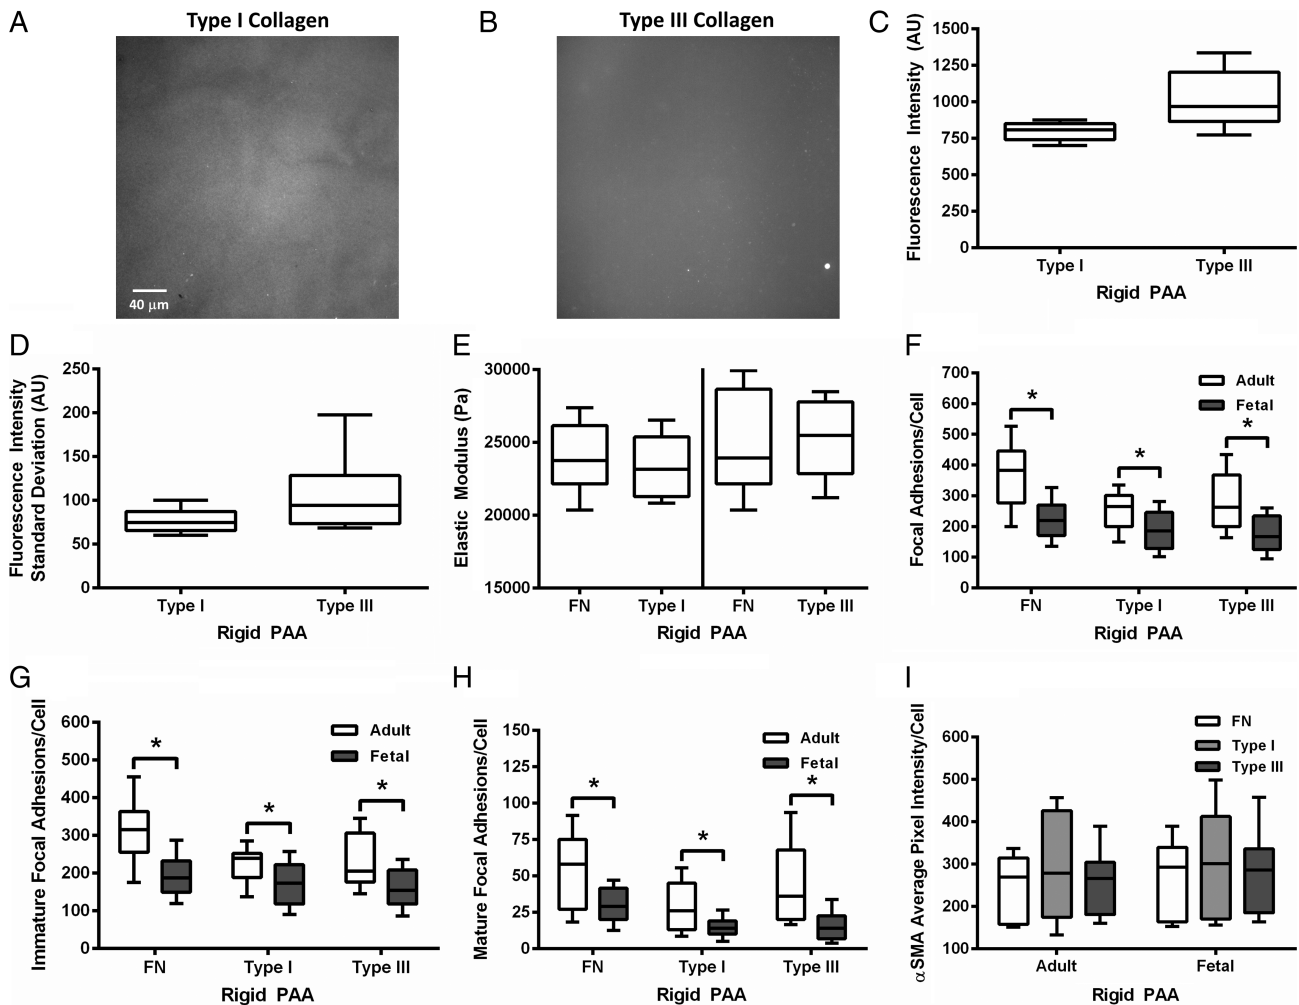 A
Type I Collagen
40 μm
B
Type III Collagen
C
Fluorescence Intensity (AU)
1500
1250
1000
750
500
250
0
Type I
Type III
Rigid PAA
D
Fluorescence Intensity
Standard Deviation (AU)
250
200
150
100
50
0
Type I
Type III
Rigid PAA
E
Elastic Modulus (Pa)
30000
25000
20000
15000
FN
Type I
FN
Type III
Rigid PAA
F
Focal Adhesions/Cell
700
600
500
400
300
200
100
0
Adult
Fetal
*
*
*
FN
Type I
Type III
Rigid PAA
G
Immature Focal Adhesions/Cell
600
500
400
300
200
100
0
Adult
Fetal
*
*
*
FN
Type I
Type III
Rigid PAA
H
Mature Focal Adhesions/Cell
150
125
100
75
50
25
0
Adult
Fetal
*
*
*
FN
Type I
Type III
Rigid PAA
I
αSMA Average Pixel Intensity/Cell
600
500
400
300
200
100
FN
Type I
Type III
Adult
Fetal
Rigid PAA